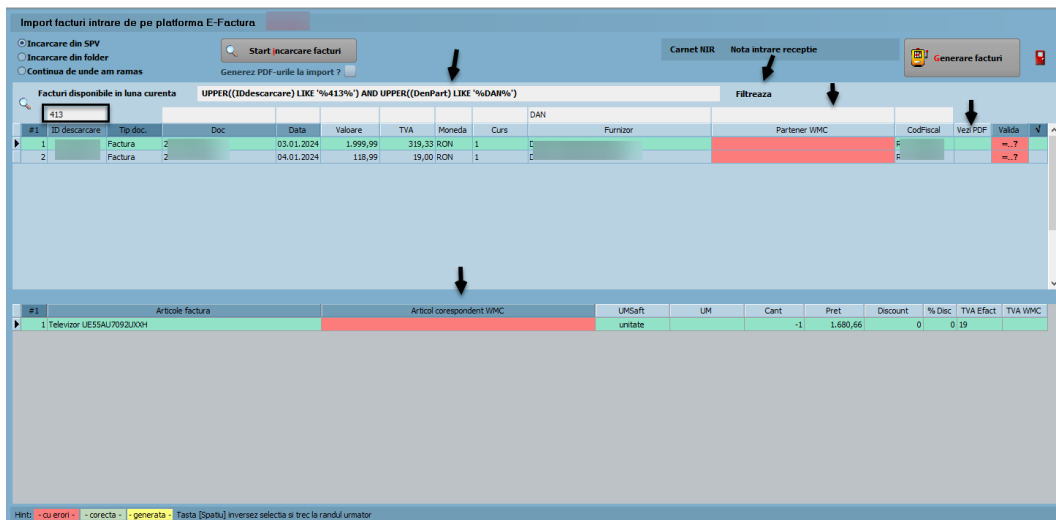 Import facturi intrare de pe platforma E-Factura
Incarcare din SPV
Incarcare din folder
Continua de unde am ramas
Start incarcare facturi
Generez PDF-urile la import ?
Carnet NIR Nota intrare receptie
Generare facturi
Facturi disponibile in luna curenta UPPER((IDdescarcare) LIKE '%413%') AND UPPER((DenPart) LIKE '%DAN%') Filtreaza
413 DAN
#1 ID descarcare Tip doc. Doc Data Valoare TVA Moneda Curs Furnizor Partener WMC CodFiscal Vezi PDF Valida √
1 Factura 2 03.01.2024 1.999,99 319,33 RON 1 D R =..?
2 Factura 2 04.01.2024 118,99 19,00 RON 1 D R =..?
#1 Articole factura Articol corespondent WMC UMSaft UM Cant Pret Discount % Disc TVA Efact TVA WMC
1 Televizor UE55AU7092UXXH unitate -1 1.680,66 0 0 19
Hint: - cu erori - - corecta - - generata - Tasta [Spatiu] inversez selectia si trec la randul urmator